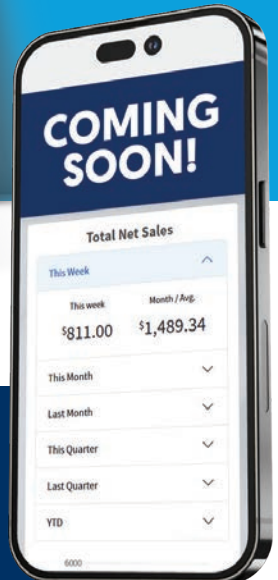 COMING
SOON!
Total Net Sales
This Week
This week Month / Avg.
$811.00 $1,489.34
This Month
Last Month
This Quarter
Last Quarter
YTD
6000